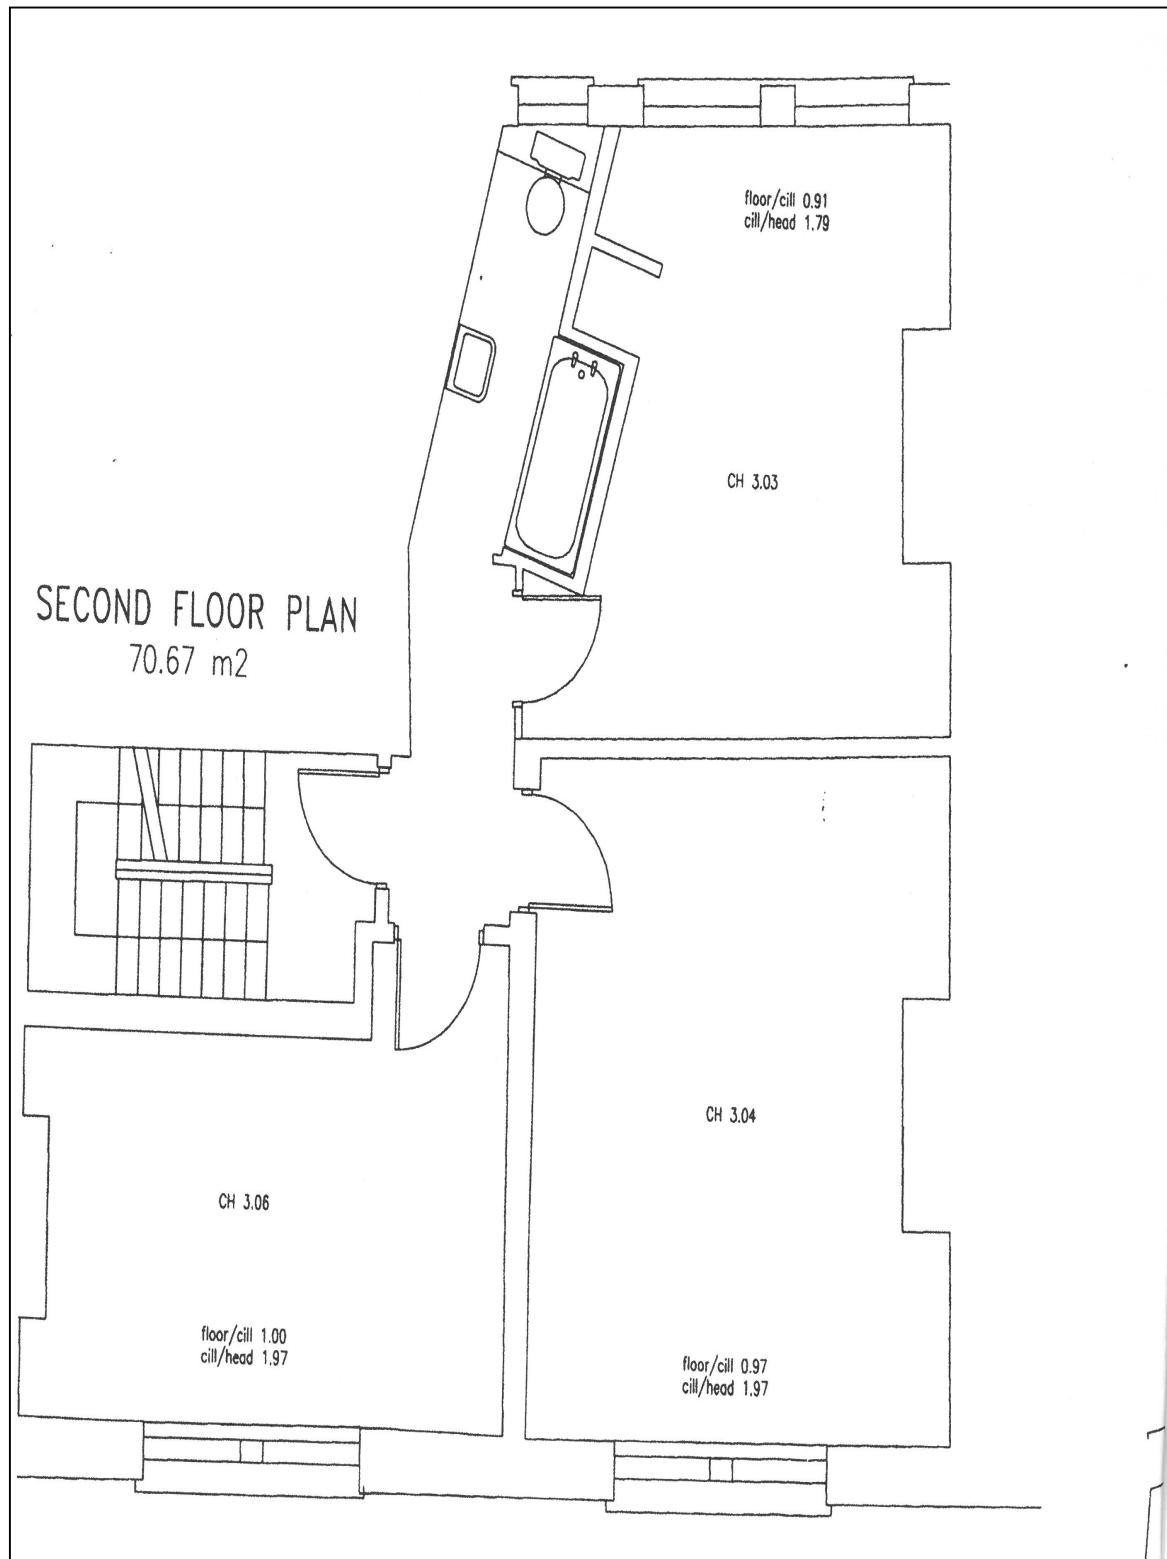 floor/cill 0.91
cill/head 1.79
CH 3.03
SECOND FLOOR PLAN
70.67 m2
CH 3.04
CH 3.06
floor/cill 1.00
cill/head 1.97
floor/cill 0.97
cill/head 1.97